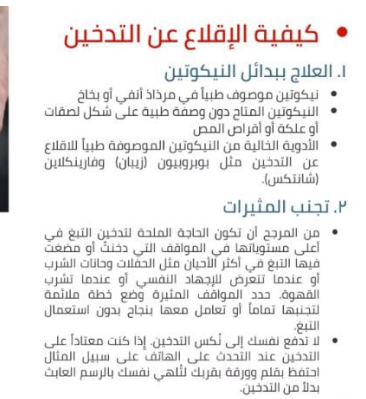 • كيفية الإقلاع عن التدخين
١. العلاج ببدائل النيكوتين
• نيكوتين موصوف طبياً في مرذاذ أنفي أو بخاخ
• النيكوتين المتاح دون وصفة طبية على شكل لصقات
أو علكة أو أقراص المص
• الأدوية الخالية من النيكوتين الموصوفة طبياً للاقلاع
عن التدخين مثل بوبروبيون (زيبان) وفارينكلاين
(شانتكس).
٢. تجنب المثيرات
• من المرجح أن تكون الحاجة الملحة لتدخين التبغ في
أعلى مستوياتها في المواقف التي دخنتُ أو مضغت
فيها التبغ في أكثر الأحيان مثل الحفلات وحانات الشرب
أو عندما تتعرض للإجهاد النفسي أو عندما تشرب
القهوة. حدد المواقف المثيرة وضع خطة ملائمة
لتجنبها تماماً أو تعامل معها بنجاح بدون استعمال
التبغ.
• لا تدفع نفسك إلى نُكس التدخين. إذا كنت معتاداً على
التدخين عند التحدث على الهاتف على سبيل المثال
احتفظ بقلم وورقة بقربك لتُلهي نفسك بالرسم العابث
بدلاً من التدخين.